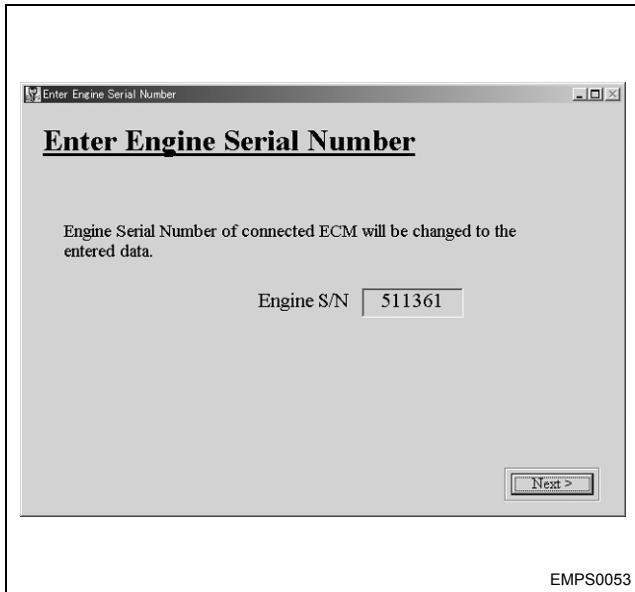 Enter Engine Serial Number
Enter Engine Serial Number
Engine Serial Number of connected ECM will be changed to the
entered data.
Engine S/N 511361
Next >
EMPS0053